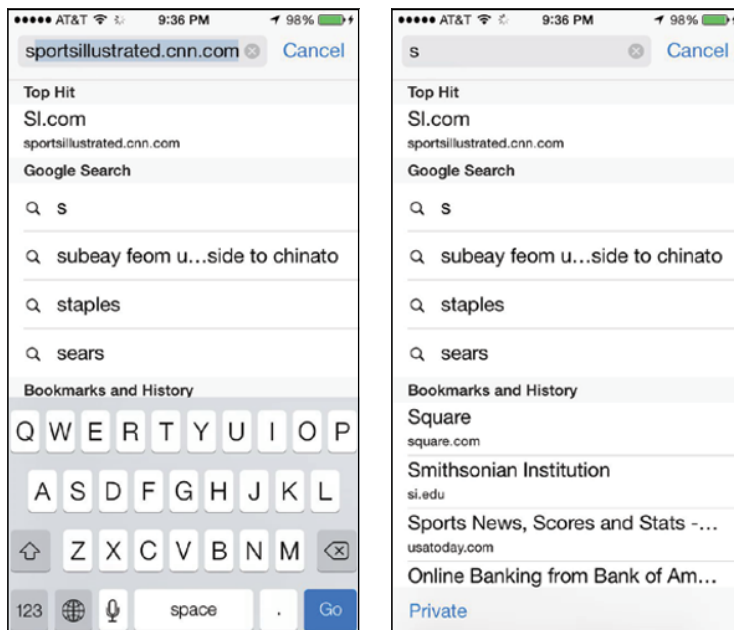 AT&T 9:36 PM 98%
sportsillustrated.cnn.com Cancel
Top Hit
SI.com
sportsillustrated.cnn.com
Google Search
s
subeay feom u...side to chinato
staples
sears
Bookmarks and History
Q W E R T Y U I O P
A S D F G H J K L
Z X C V B N M
123 space . Go
AT&T 9:36 PM 98%
s Cancel
Top Hit
SI.com
sportsillustrated.cnn.com
Google Search
s
subeay feom u...side to chinato
staples
sears
Bookmarks and History
Square
square.com
Smithsonian Institution
si.edu
Sports News, Scores and Stats -...
usatoday.com
Online Banking from Bank of Am...
Private